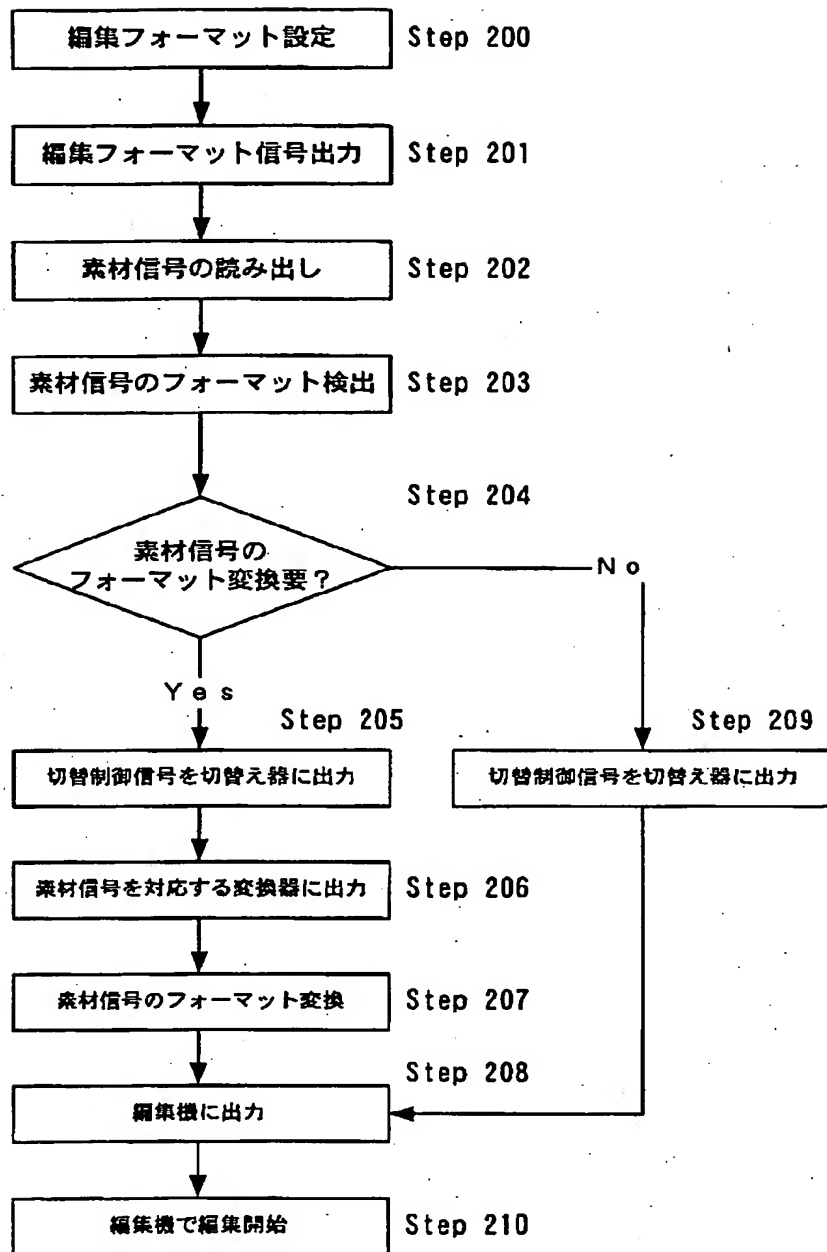 編集フォーマット設定 Step 200
編集フォーマット信号出力 Step 201
素材信号の読み出し Step 202
素材信号のフォーマット検出 Step 203
Step 204
素材信号の
フォーマット変換要？
No
Yes
Step 205
切替制御信号を切替え器に出力
Step 209
切替制御信号を切替え器に出力
素材信号を対応する変換器に出力 Step 206
素材信号のフォーマット変換 Step 207
Step 208
編集機に出力
編集機で編集開始 Step 210